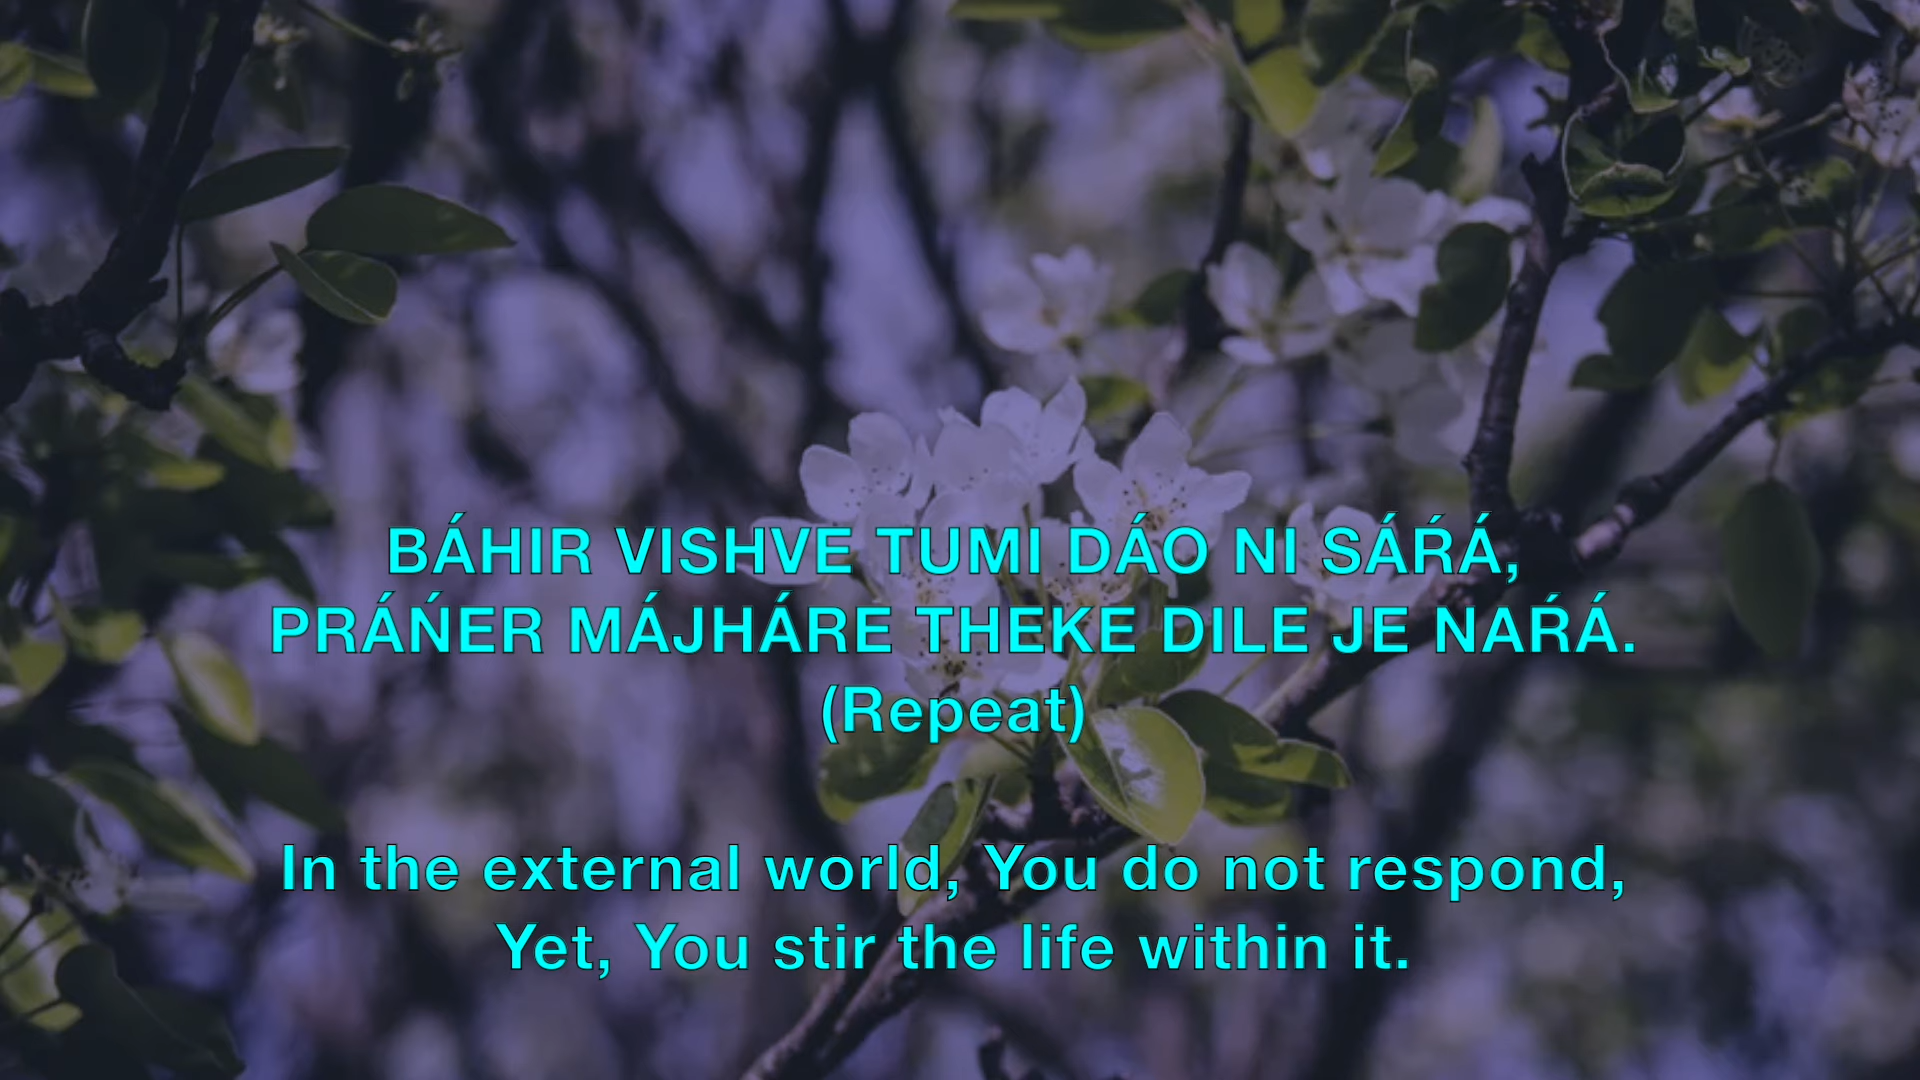 BÁHIR VISHVE TUMI DÁO NI SÁŔÁ,
PRÁŃER MÁJHÁRE THEKE DILE JE NAŔÁ.
(Repeat)
In the external world, You do not respond,
Yet, You stir the life within it.